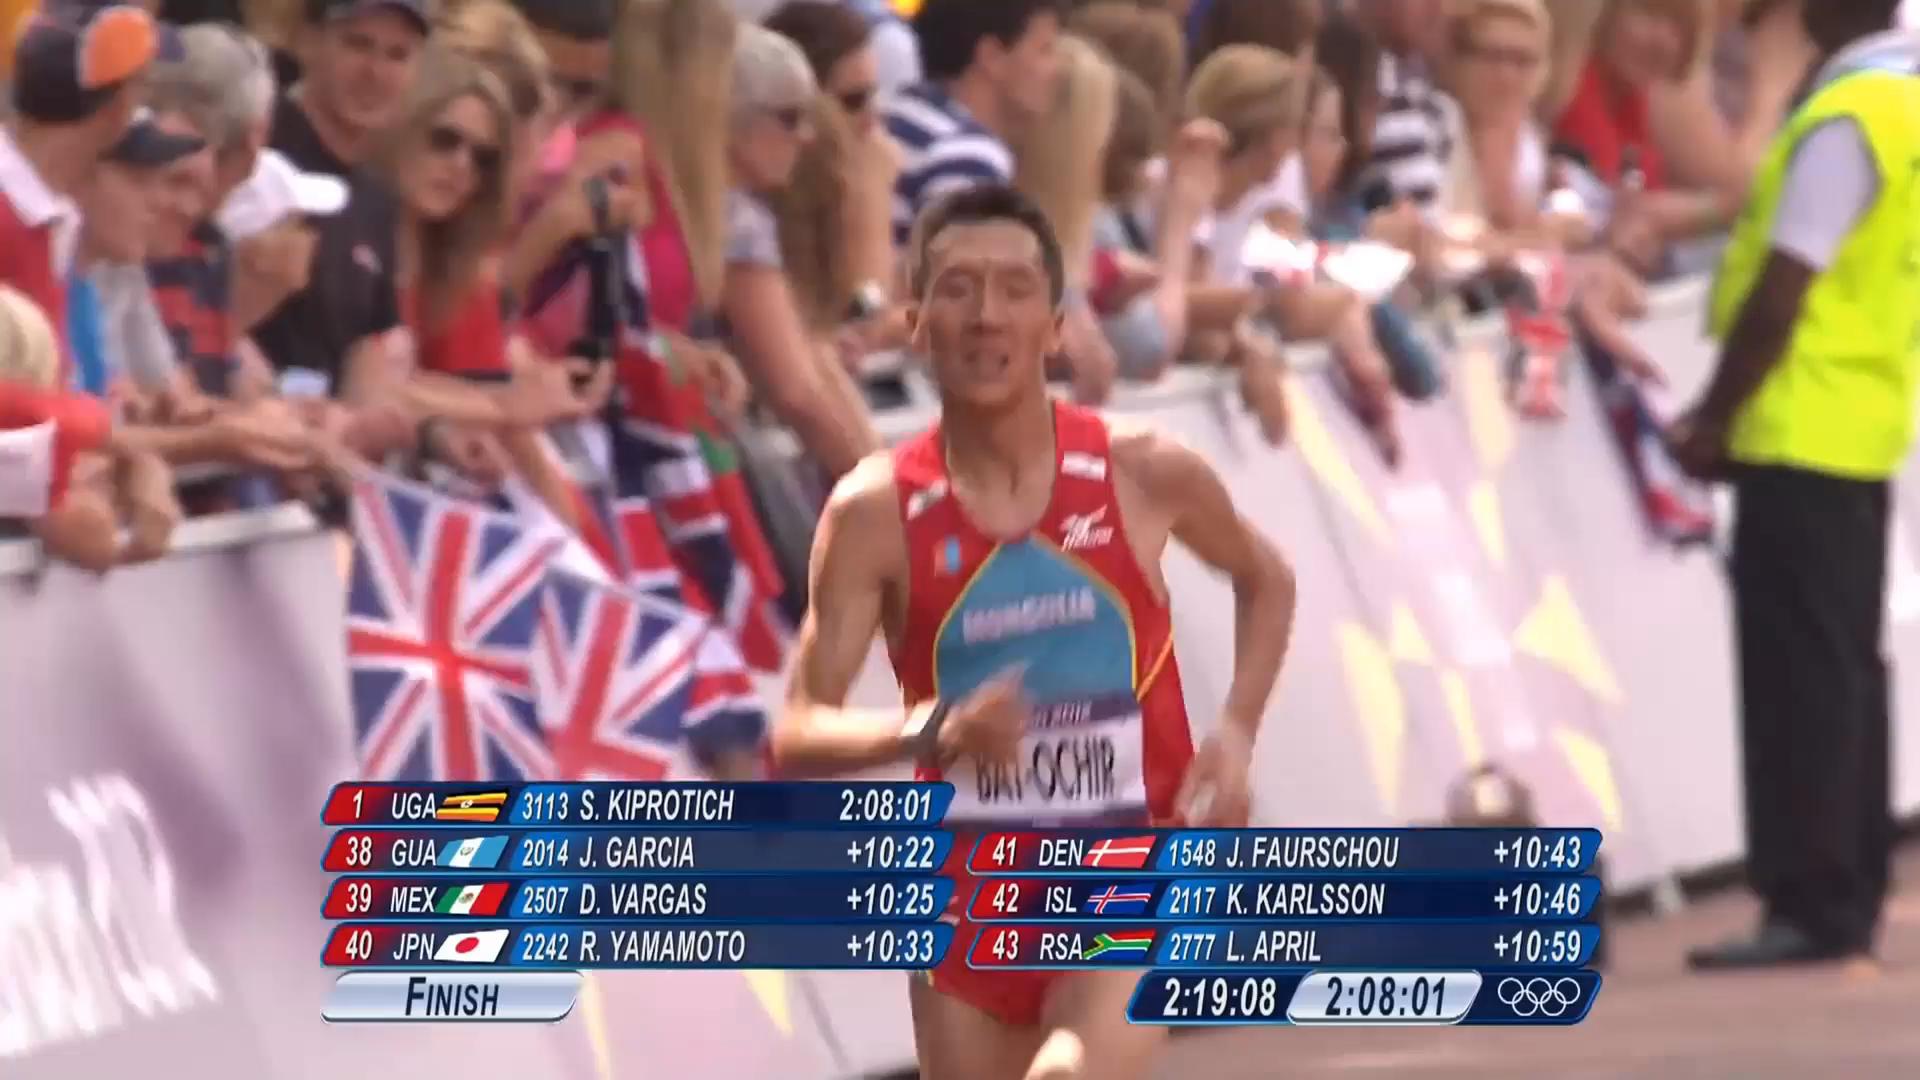 MONGOLIA
BAT-OCHIR
1 UGA 3113 S. KIPROTICH 2:08:01
38 GUA 2014 J. GARCIA +10:22
39 MEX 2507 D. VARGAS +10:25
40 JPN 2242 R. YAMAMOTO +10:33
41 DEN 1548 J. FAURSCHOU +10:43
42 ISL 2117 K. KARLSSON +10:46
43 RSA 2777 L. APRIL +10:59
FINISH
2:19:08 2:08:01